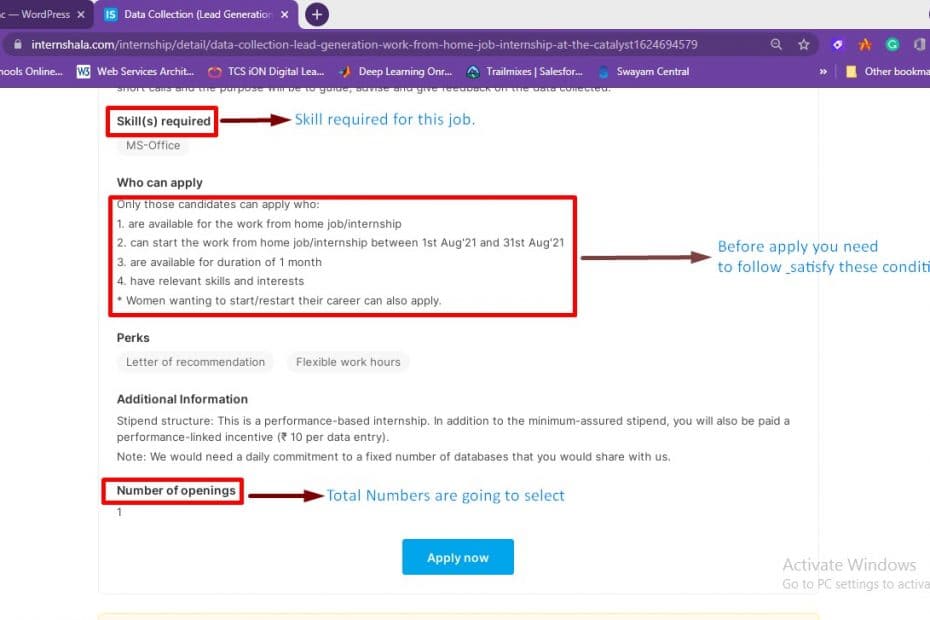 c — WordPress
IS Data Collection (Lead Generation
internshala.com/internship/detail/data-collection-lead-generation-work-from-home-job-internship-at-the-catalyst1624694579
hools Online... W3 Web Services Archit... TCS iON Digital Lea... Deep Learning Onr... Trailmixes | Salesfor... Swayam Central » Other bookma
short calls and the purpose will be to guide, advise and give feedback on the data collected.
Skill(s) required
Skill required for this job.
MS-Office
Who can apply
Only those candidates can apply who:
1. are available for the work from home job/internship
2. can start the work from home job/internship between 1st Aug'21 and 31st Aug'21
3. are available for duration of 1 month
4. have relevant skills and interests
* Women wanting to start/restart their career can also apply.
Before apply you need
to follow _satisfy these conditi
Perks
Letter of recommendation Flexible work hours
Additional Information
Stipend structure: This is a performance-based internship. In addition to the minimum-assured stipend, you will also be paid a
performance-linked incentive (₹ 10 per data entry).
Note: We would need a daily commitment to a fixed number of databases that you would share with us.
Number of openings
Total Numbers are going to select
1
Apply now
Activate Windows
Go to PC settings to activa